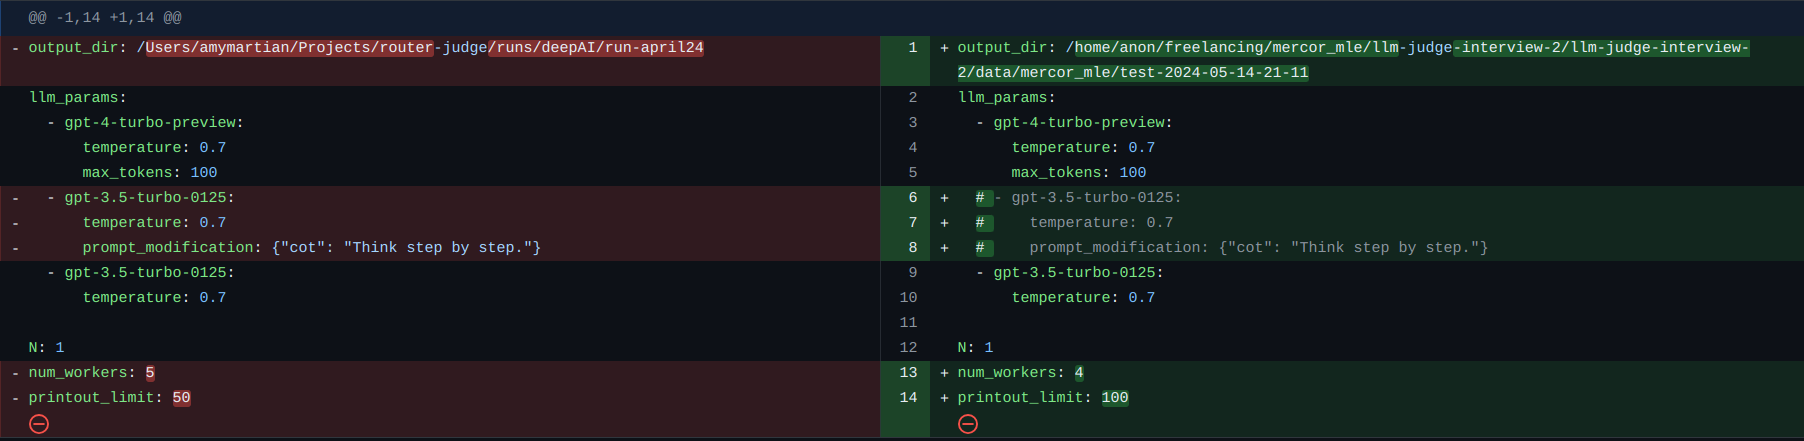 @@ -1,14 +1,14 @@
- output_dir: /Users/amymartian/Projects/router-judge/runs/deepAI/run-april24
llm_params:
  - gpt-4-turbo-preview:
      temperature: 0.7
      max_tokens: 100
-   - gpt-3.5-turbo-0125:
-       temperature: 0.7
-       prompt_modification: {"cot": "Think step by step."}
  - gpt-3.5-turbo-0125:
      temperature: 0.7
N: 1
- num_workers: 5
- printout_limit: 50
1 + output_dir: /home/anon/freelancing/mercor_mle/llm-judge-interview-2/llm-judge-interview-
2/data/mercor_mle/test-2024-05-14-21-11
2 llm_params:
3   - gpt-4-turbo-preview:
4       temperature: 0.7
5       max_tokens: 100
6 +   # - gpt-3.5-turbo-0125:
7 +   #     temperature: 0.7
8 +   #     prompt_modification: {"cot": "Think step by step."}
9   - gpt-3.5-turbo-0125:
10       temperature: 0.7
11
12 N: 1
13 + num_workers: 4
14 + printout_limit: 100